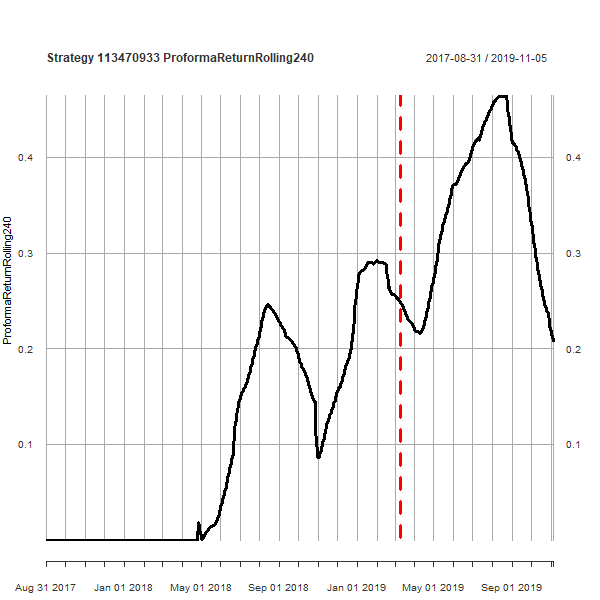 Strategy 113470933 ProformaReturnRolling240
2017-08-31 / 2019-11-05
ProformaReturnRolling240
0.4
0.4
0.3
0.3
0.2
0.2
0.1
0.1
Aug 31 2017
Jan 01 2018
May 01 2018
Sep 01 2018
Jan 01 2019
May 01 2019
Sep 01 2019